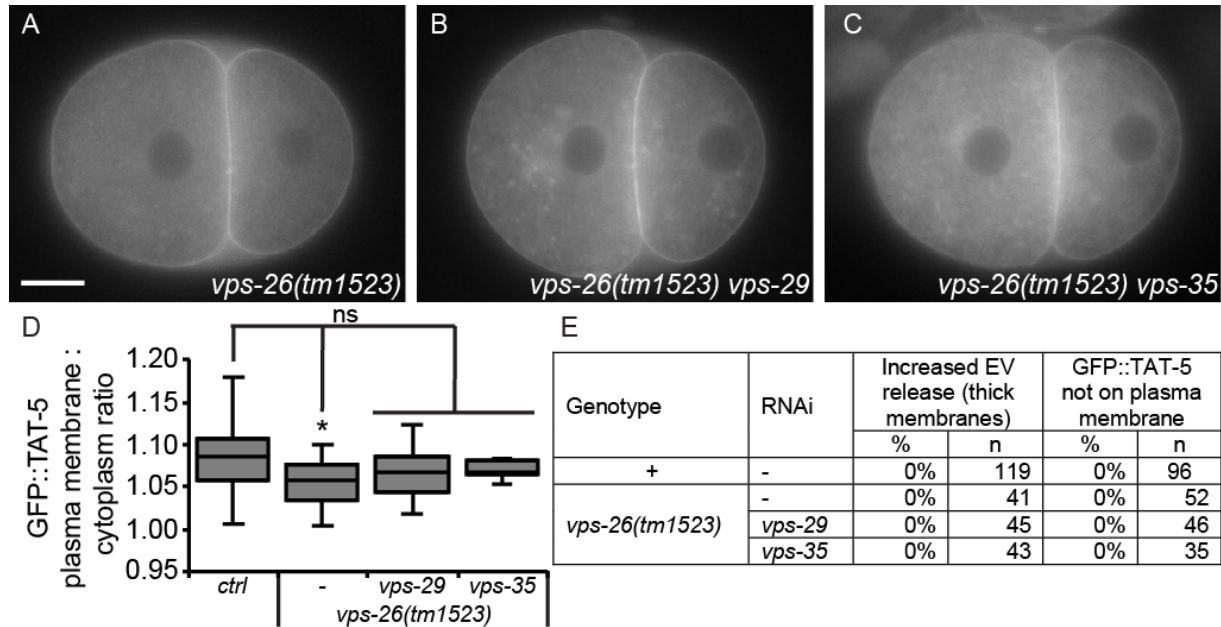 A
B
C
vps-26(tm1523)
vps-26(tm1523) vps-29
vps-26(tm1523) vps-35
D
GFP::TAT-5
plasma membrane :
cytoplasm ratio
1.20
1.15
1.10
1.05
1.00
0.95
ns
*
ctrl
-
vps-29
vps-35
vps-26(tm1523)
E
Genotype
RNAi
Increased EV
release (thick
membranes)
GFP::TAT-5
not on plasma
membrane
% n % n
+ - 0% 119 0% 96
vps-26(tm1523)
- 0% 41 0% 52
vps-29 0% 45 0% 46
vps-35 0% 43 0% 35